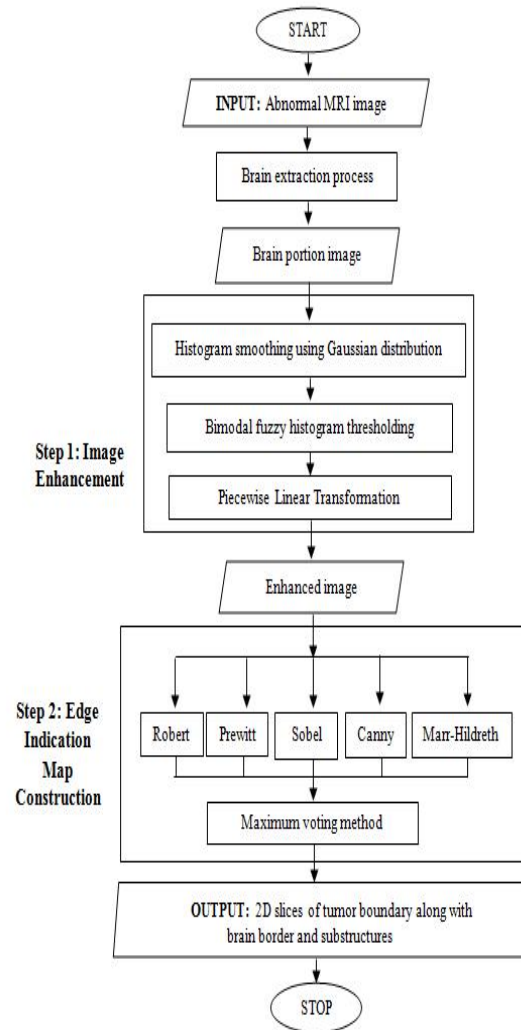 START
INPUT: Abnormal MRI image
Brain extraction process
Brain portion image
Histogram smoothing using Gaussian distribution
Bimodal fuzzy histogram thresholding
Step 1: Image
Enhancement
Piecewise Linear Transformation
Enhanced image
Step 2: Edge
Indication
Map
Construction
Robert
Prewitt
Sobel
Canny
Marr-Hildreth
Maximum voting method
OUTPUT: 2D slices of tumor boundary along with
brain border and substructures
STOP